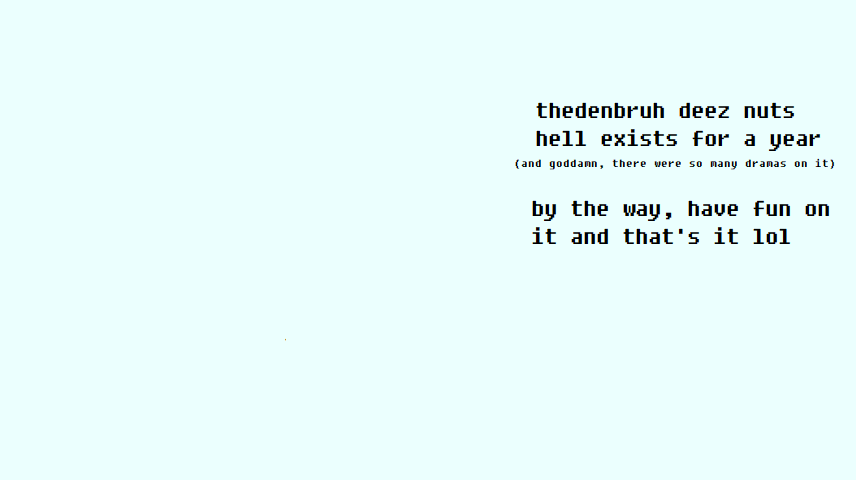 thedenbruh deez nuts
hell exists for a year
(and goddamn, there were so many dramas on it)
by the way, have fun on
it and that's it lol